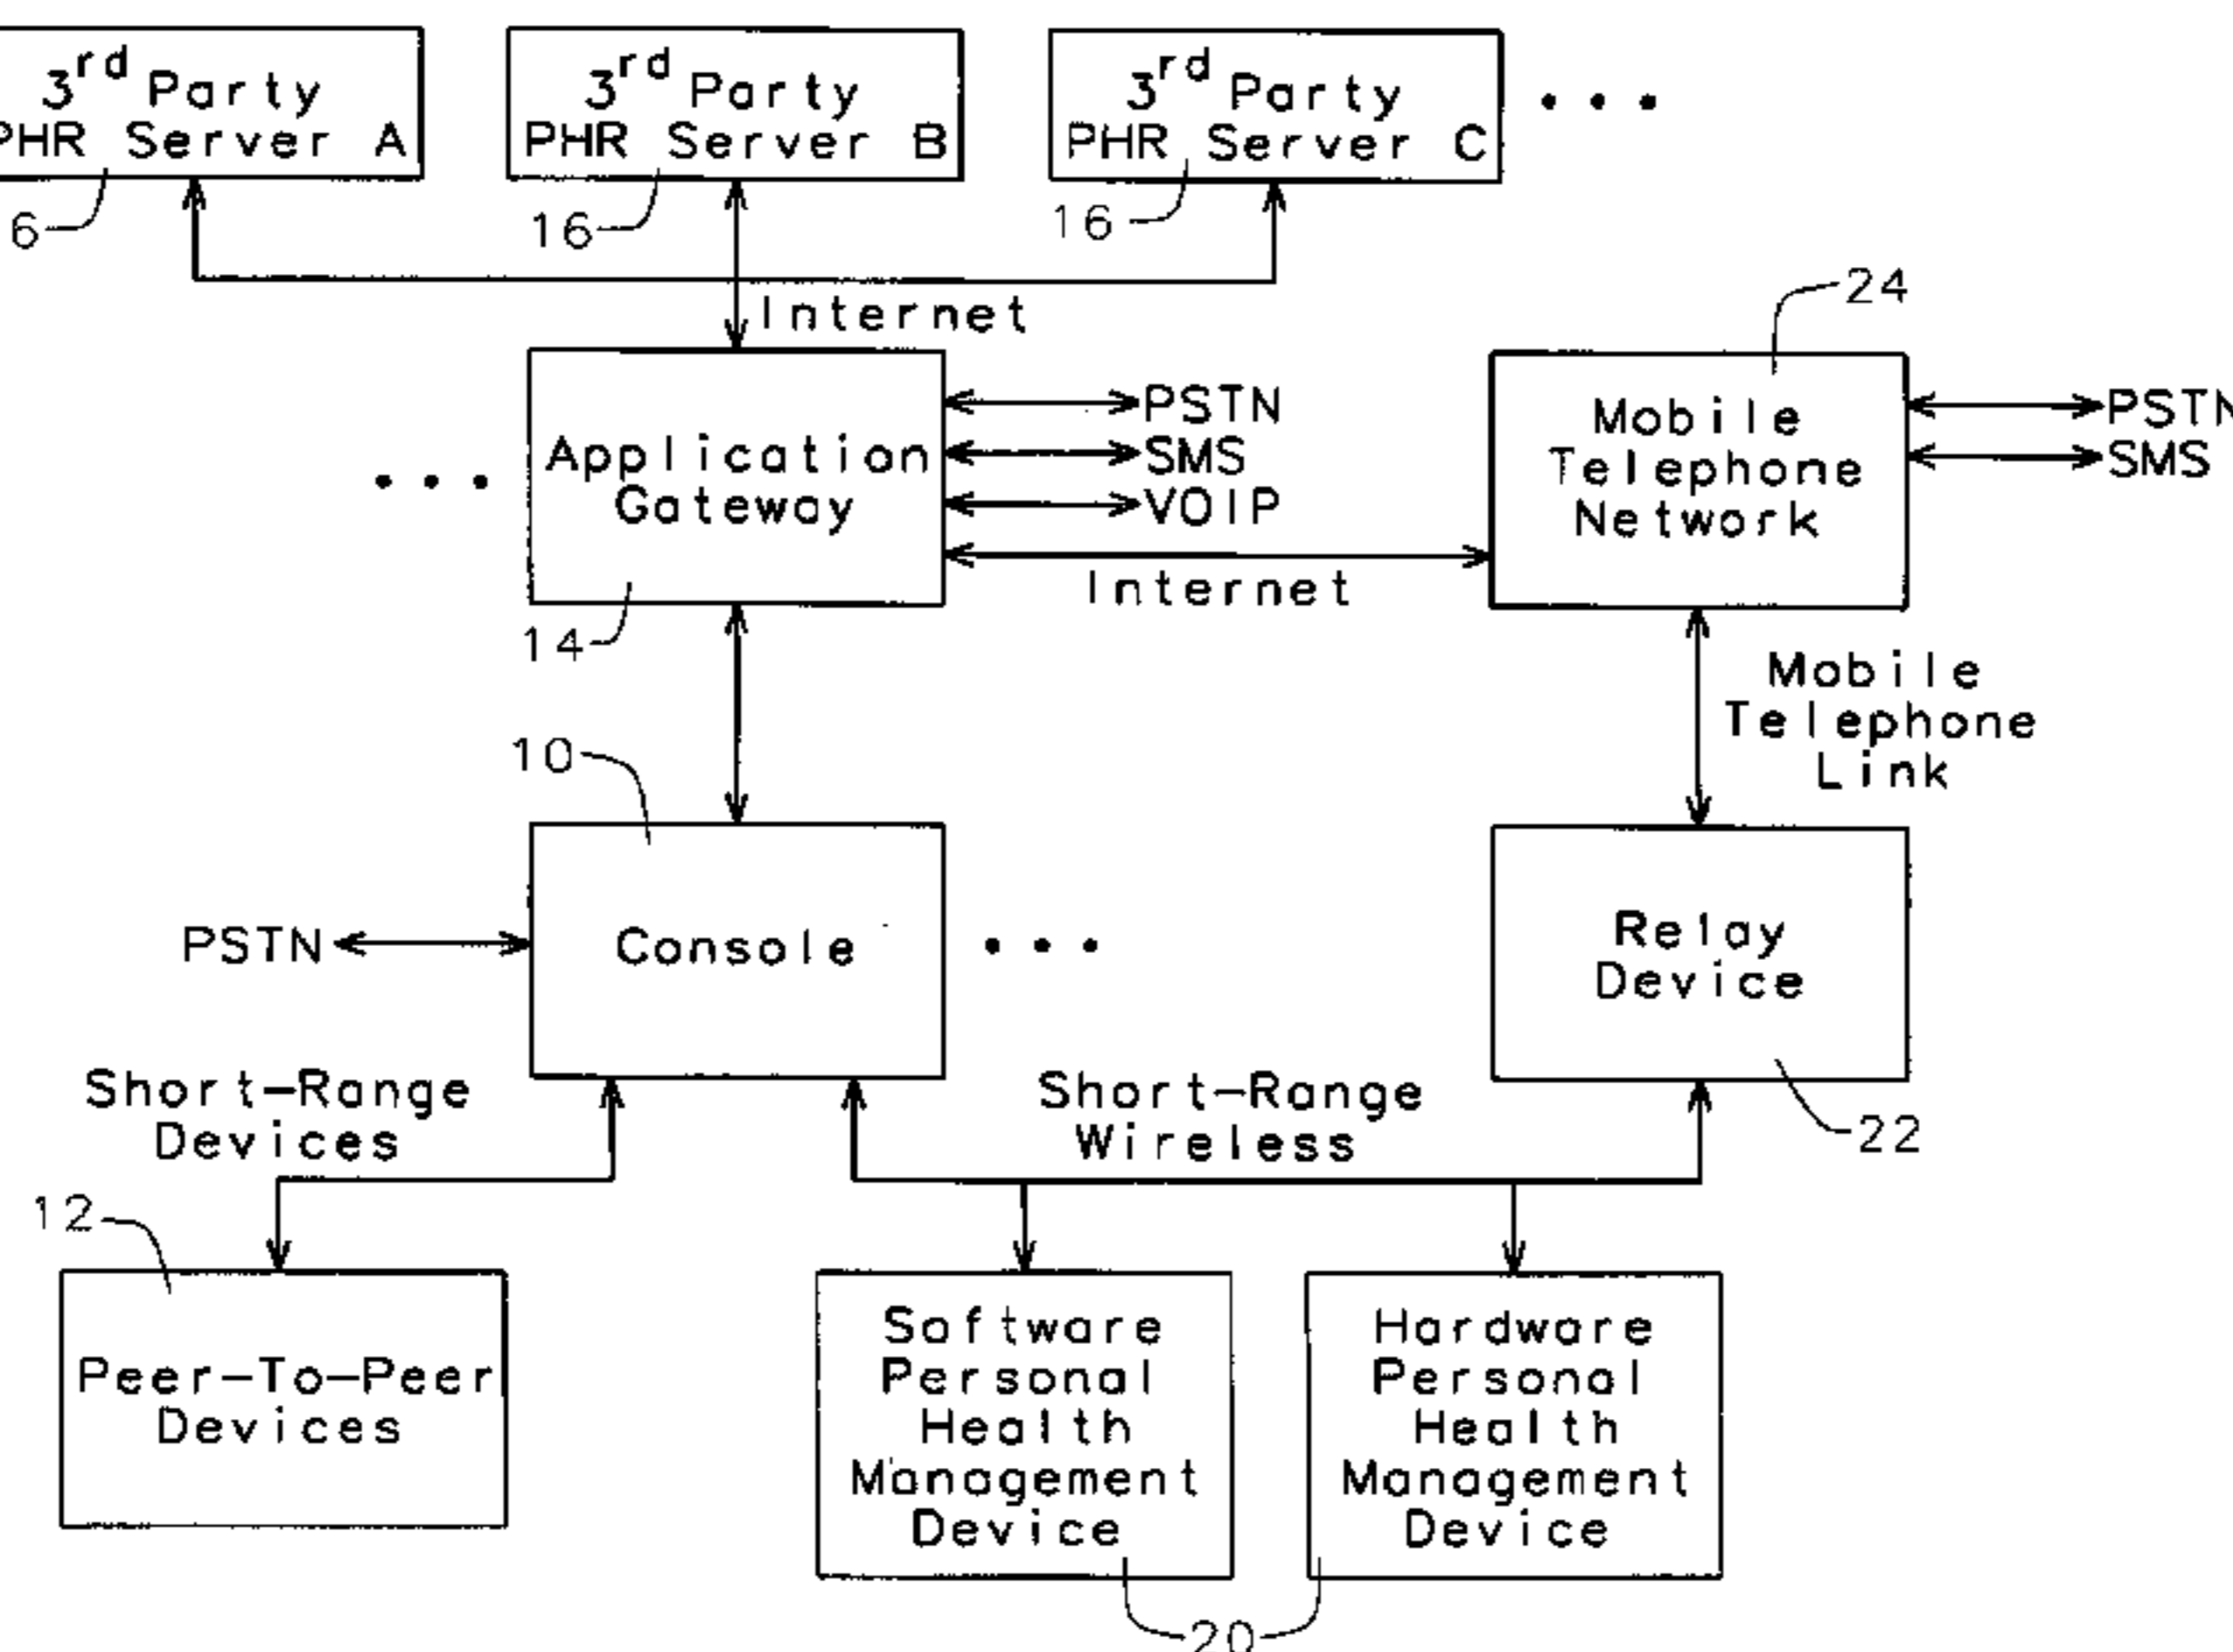 3rd Party
PHR Server A
3rd Party
PHR Server B
3rd Party
PHR Server C
6
16
16
Internet
24
Application
Gateway
PSTN
SMS
VOIP
Internet
Mobile
Telephone
Network
PSTN
SMS
14
Mobile
Telephone
Link
10
PSTN
Console
Relay
Device
Short-Range
Devices
Short-Range
Wireless
22
12
Peer-To-Peer
Devices
Software
Personal
Health
Management
Device
Hardware
Personal
Health
Management
Device
20